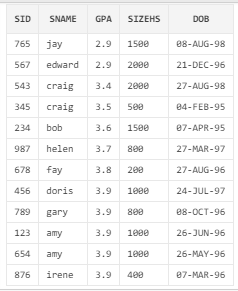 SID SNAME GPA SIZEHS DOB
765 jay 2.9 1500 08-AUG-98
567 edward 2.9 2000 21-DEC-96
543 craig 3.4 2000 27-AUG-98
345 craig 3.5 500 04-FEB-95
234 bob 3.6 1500 07-APR-95
987 helen 3.7 800 27-MAR-97
678 fay 3.8 200 27-AUG-96
456 doris 3.9 1000 24-JUL-97
789 gary 3.9 800 08-OCT-96
123 amy 3.9 1000 26-JUN-96
654 amy 3.9 1000 26-MAY-96
876 irene 3.9 400 07-MAR-96